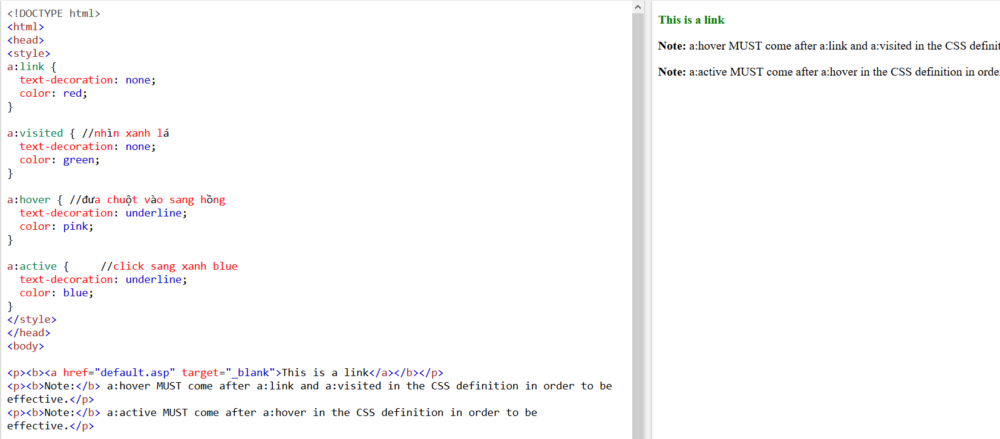 <!DOCTYPE html>
<html>
<head>
<style>
a:link {
  text-decoration: none;
  color: red;
}

a:visited { //nhìn xanh lá
  text-decoration: none;
  color: green;
}

a:hover { //đưa chuột vào sang hồng
  text-decoration: underline;
  color: pink;
}

a:active {     //click sang xanh blue
  text-decoration: underline;
  color: blue;
}
</style>
</head>
<body>

<p><b><a href="default.asp" target="_blank">This is a link</a></b></p>
<p><b>Note:</b> a:hover MUST come after a:link and a:visited in the CSS definition in order to be
effective.</p>
<p><b>Note:</b> a:active MUST come after a:hover in the CSS definition in order to be
effective.</p>
This is a link
Note: a:hover MUST come after a:link and a:visited in the CSS definit
Note: a:active MUST come after a:hover in the CSS definition in orde